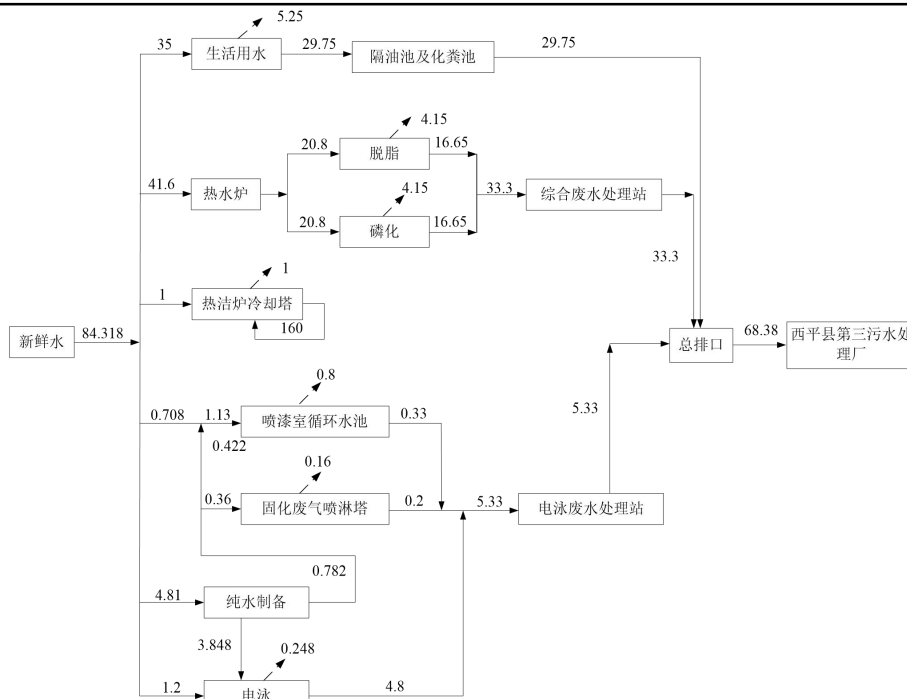 5.25
35
生活用水
29.75
隔油池及化粪池
29.75
4.15
20.8
脱脂
16.65
41.6
热水炉
4.15
33.3
综合废水处理站
20.8
磷化
16.65
33.3
1
1
热洁炉冷却塔
160
新鲜水
84.318
总排口
68.38
西平县第三污水处
理厂
0.8
5.33
0.708
1.13
喷漆室循环水池
0.33
0.422
0.16
0.36
固化废气喷淋塔
0.2
5.33
电泳废水处理站
0.782
4.81
纯水制备
3.848
0.248
1.2
电泳
4.8